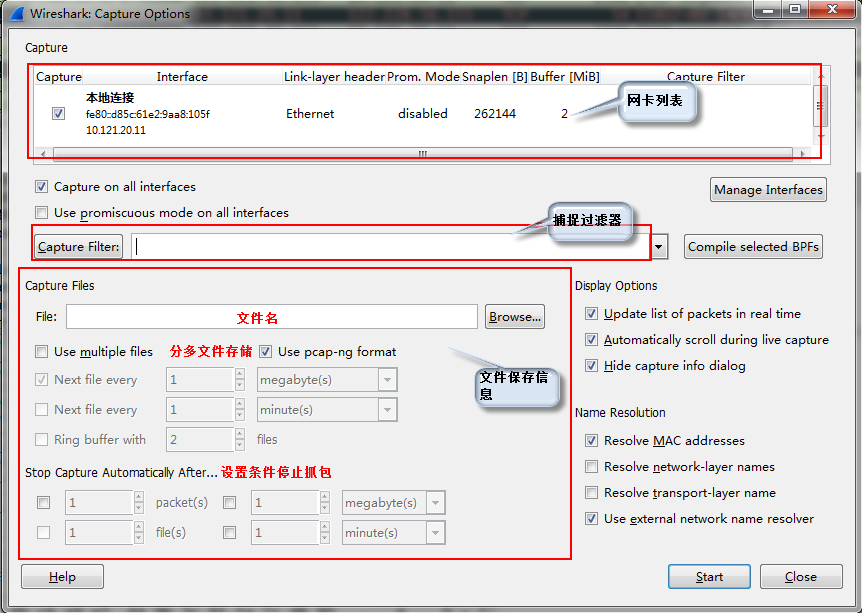 Wireshark: Capture Options
Capture
Capture Interface Link-layer header Prom. Mode Snaplen [B] Buffer [MiB] Capture Filter
本地连接
fe80::d85c:61e2:9aa8:105f
10.121.20.11
Ethernet disabled 262144 2
网卡列表
Capture on all interfaces
Manage Interfaces
Use promiscuous mode on all interfaces
捕捉过滤器
Capture Filter:
Compile selected BPFs
Capture Files
File: 文件名 Browse...
Use multiple files 分多文件存储 Use pcap-ng format
Next file every 1 megabyte(s)
Next file every 1 minute(s)
Ring buffer with 2 files
文件保存信
息
Stop Capture Automatically After... 设置条件停止抓包
1 packet(s) 1 megabyte(s)
1 file(s) 1 minute(s)
Display Options
Update list of packets in real time
Automatically scroll during live capture
Hide capture info dialog
Name Resolution
Resolve MAC addresses
Resolve network-layer names
Resolve transport-layer name
Use external network name resolver
Help Start Close